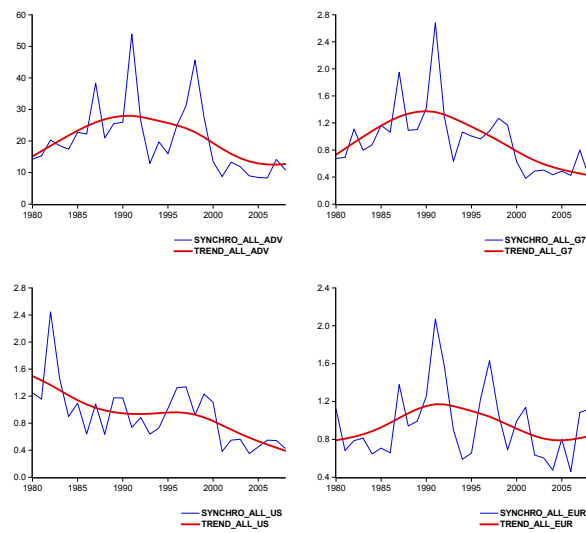 60
50
40
30
20
10
0
1980 1985 1990 1995 2000 2005
SYNCHRO_ALL_ADV
TREND_ALL_ADV
2.8
2.4
2.0
1.6
1.2
0.8
0.4
0.0
1980 1985 1990 1995 2000 2005
SYNCHRO_ALL_G7
TREND_ALL_G7
2.8
2.4
2.0
1.6
1.2
0.8
0.4
0.0
1980 1985 1990 1995 2000 2005
SYNCHRO_ALL_US
TREND_ALL_US
2.4
2.0
1.6
1.2
0.8
0.4
1980 1985 1990 1995 2000 2005
SYNCHRO_ALL_EUR
TREND_ALL_EUR